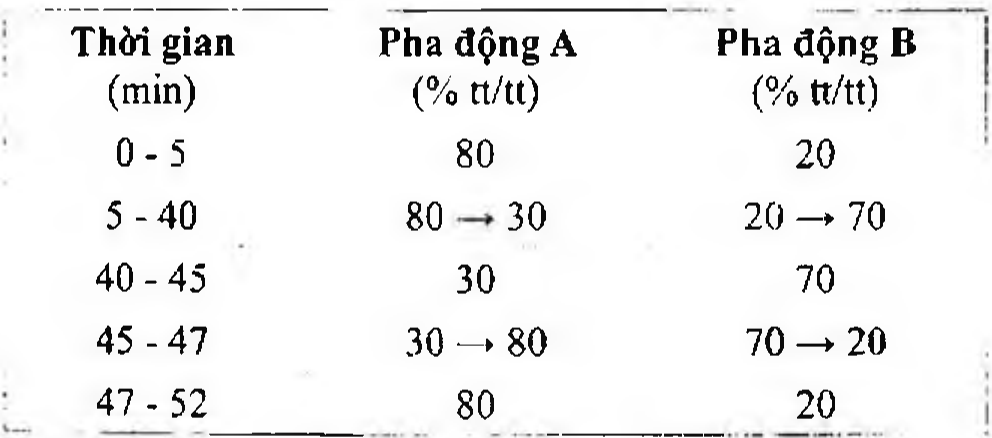 Thời gian Pha động A Pha động B
(min) (% tt/tt) (% tt/tt)
0 - 5 80 20
5 - 40 80 → 30 20 → 70
40 - 45 30 70
45 - 47 30 → 80 70 → 20
47 - 52 80 20